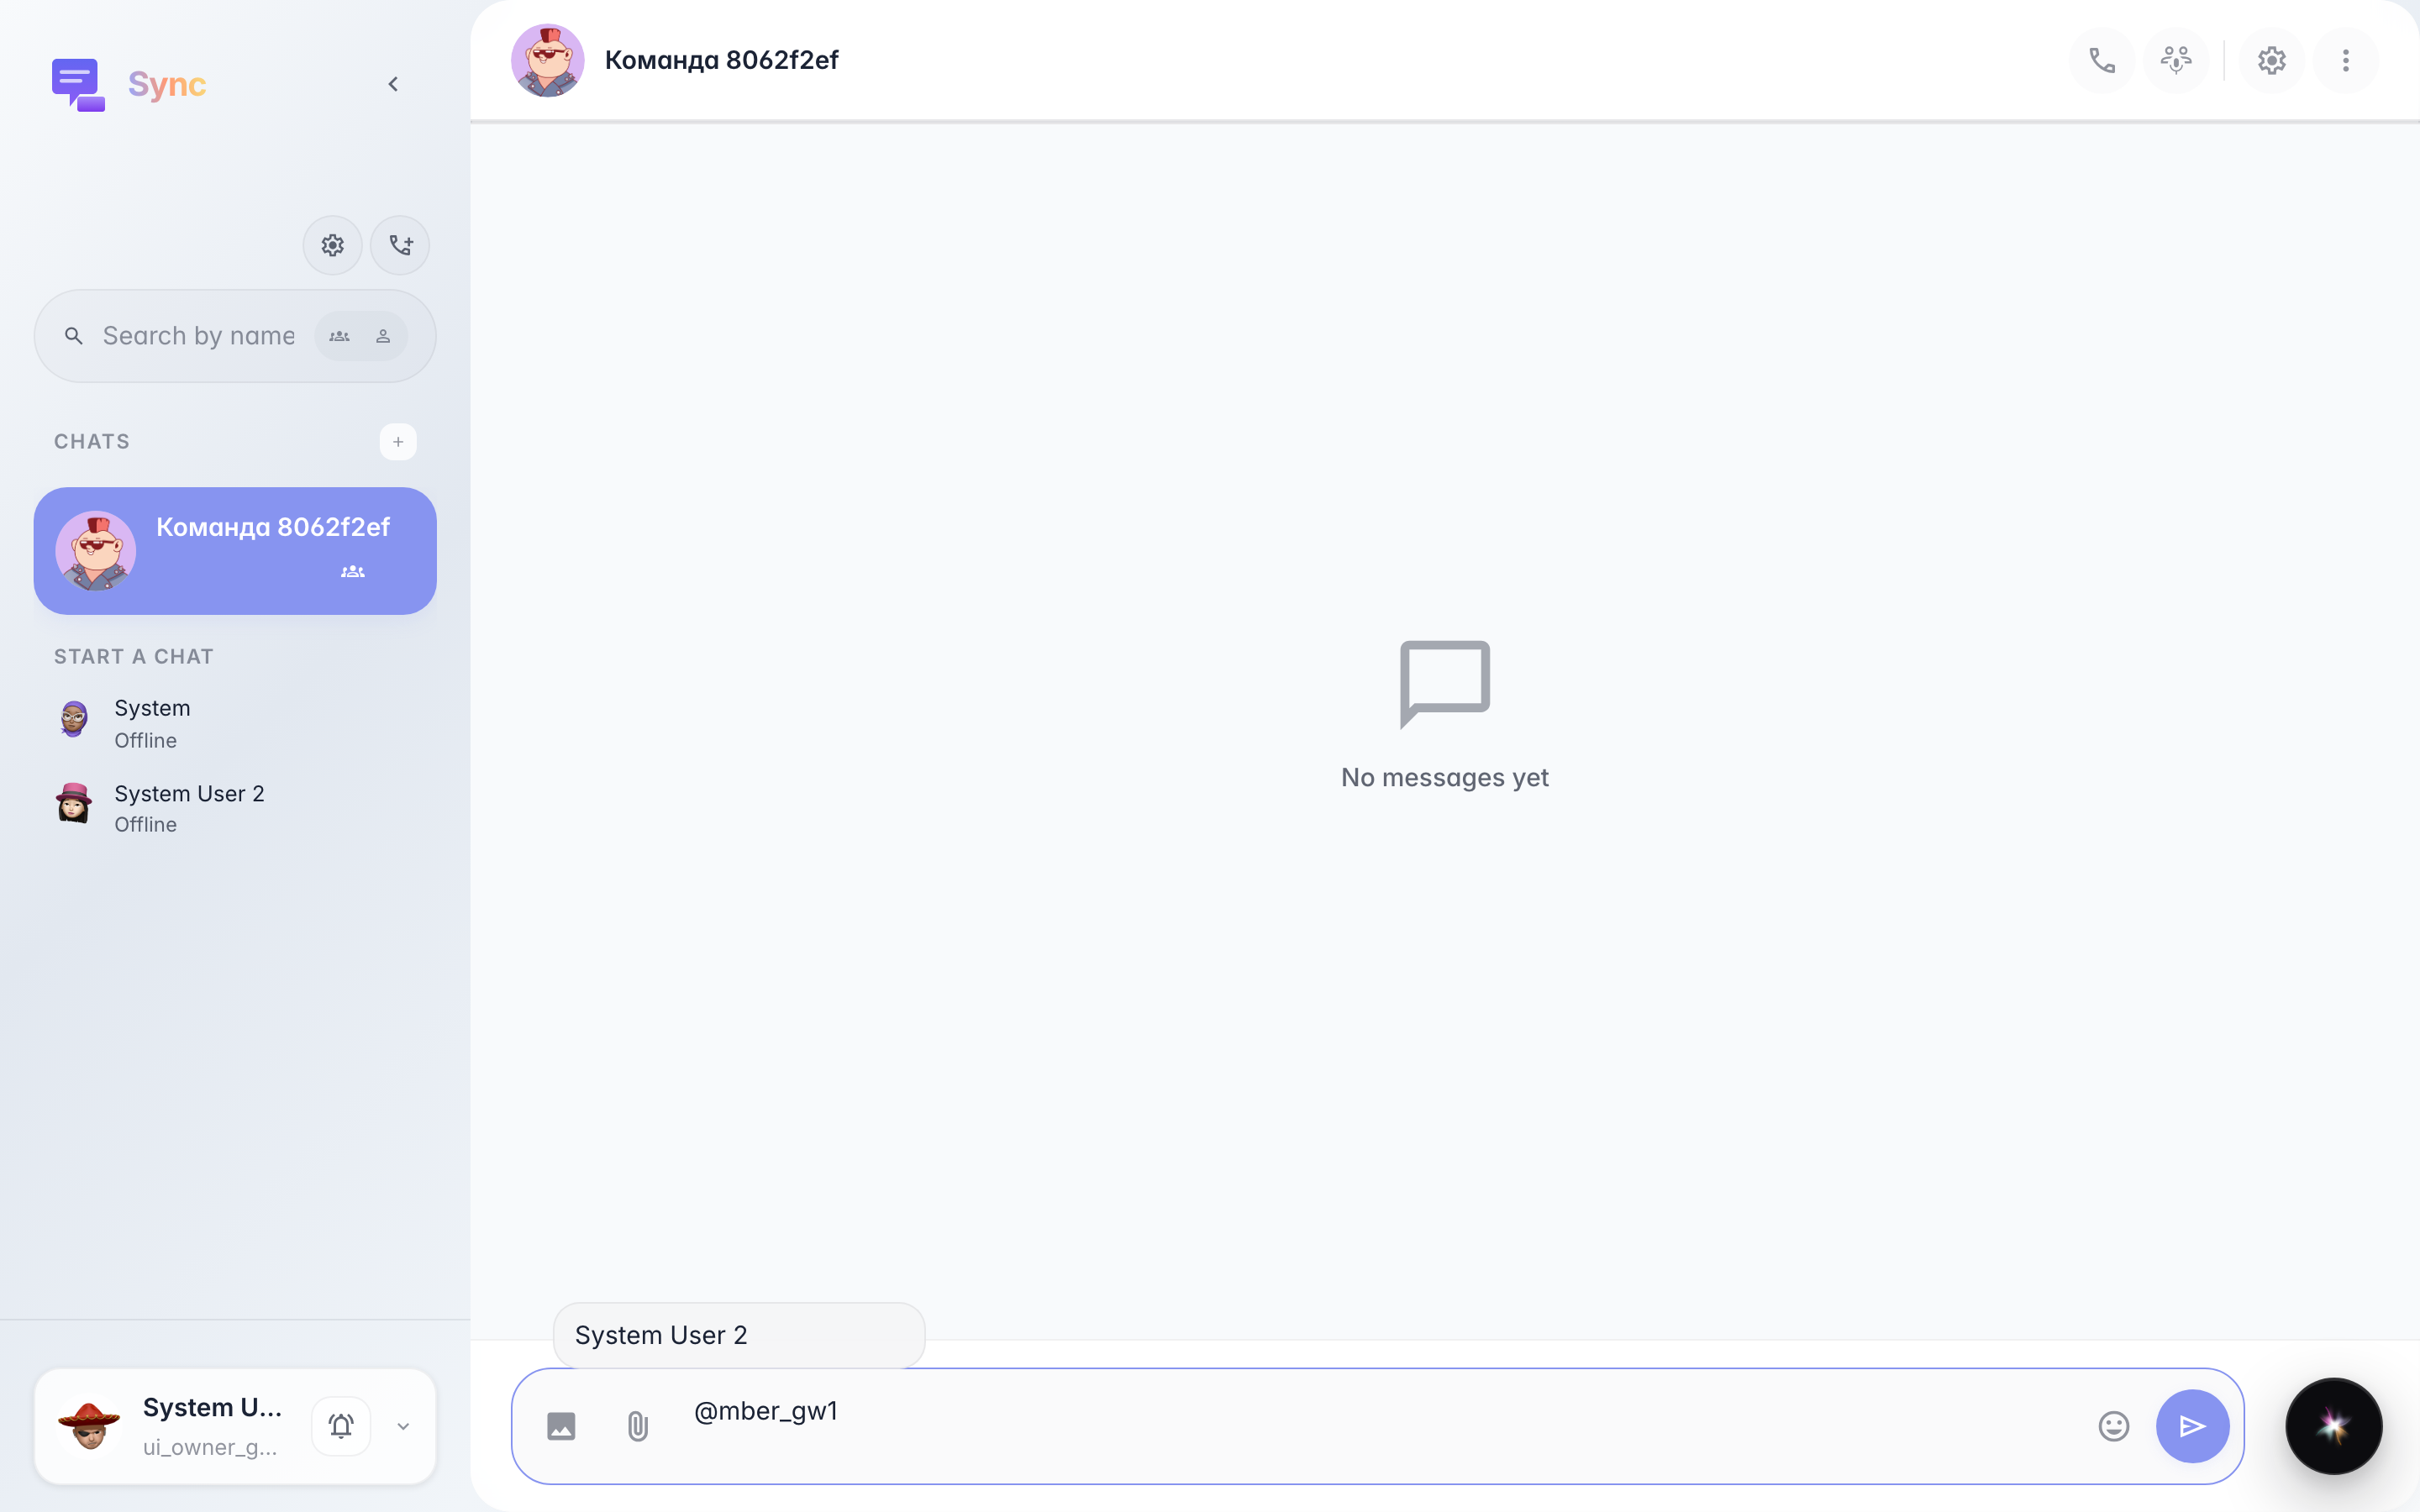 Sync
Search by name
CHATS
Команда 8062f2ef
START A CHAT
System
Offline
System User 2
Offline
System U...
ui_owner_g...
Команда 8062f2ef
No messages yet
System User 2
@mber_gw1